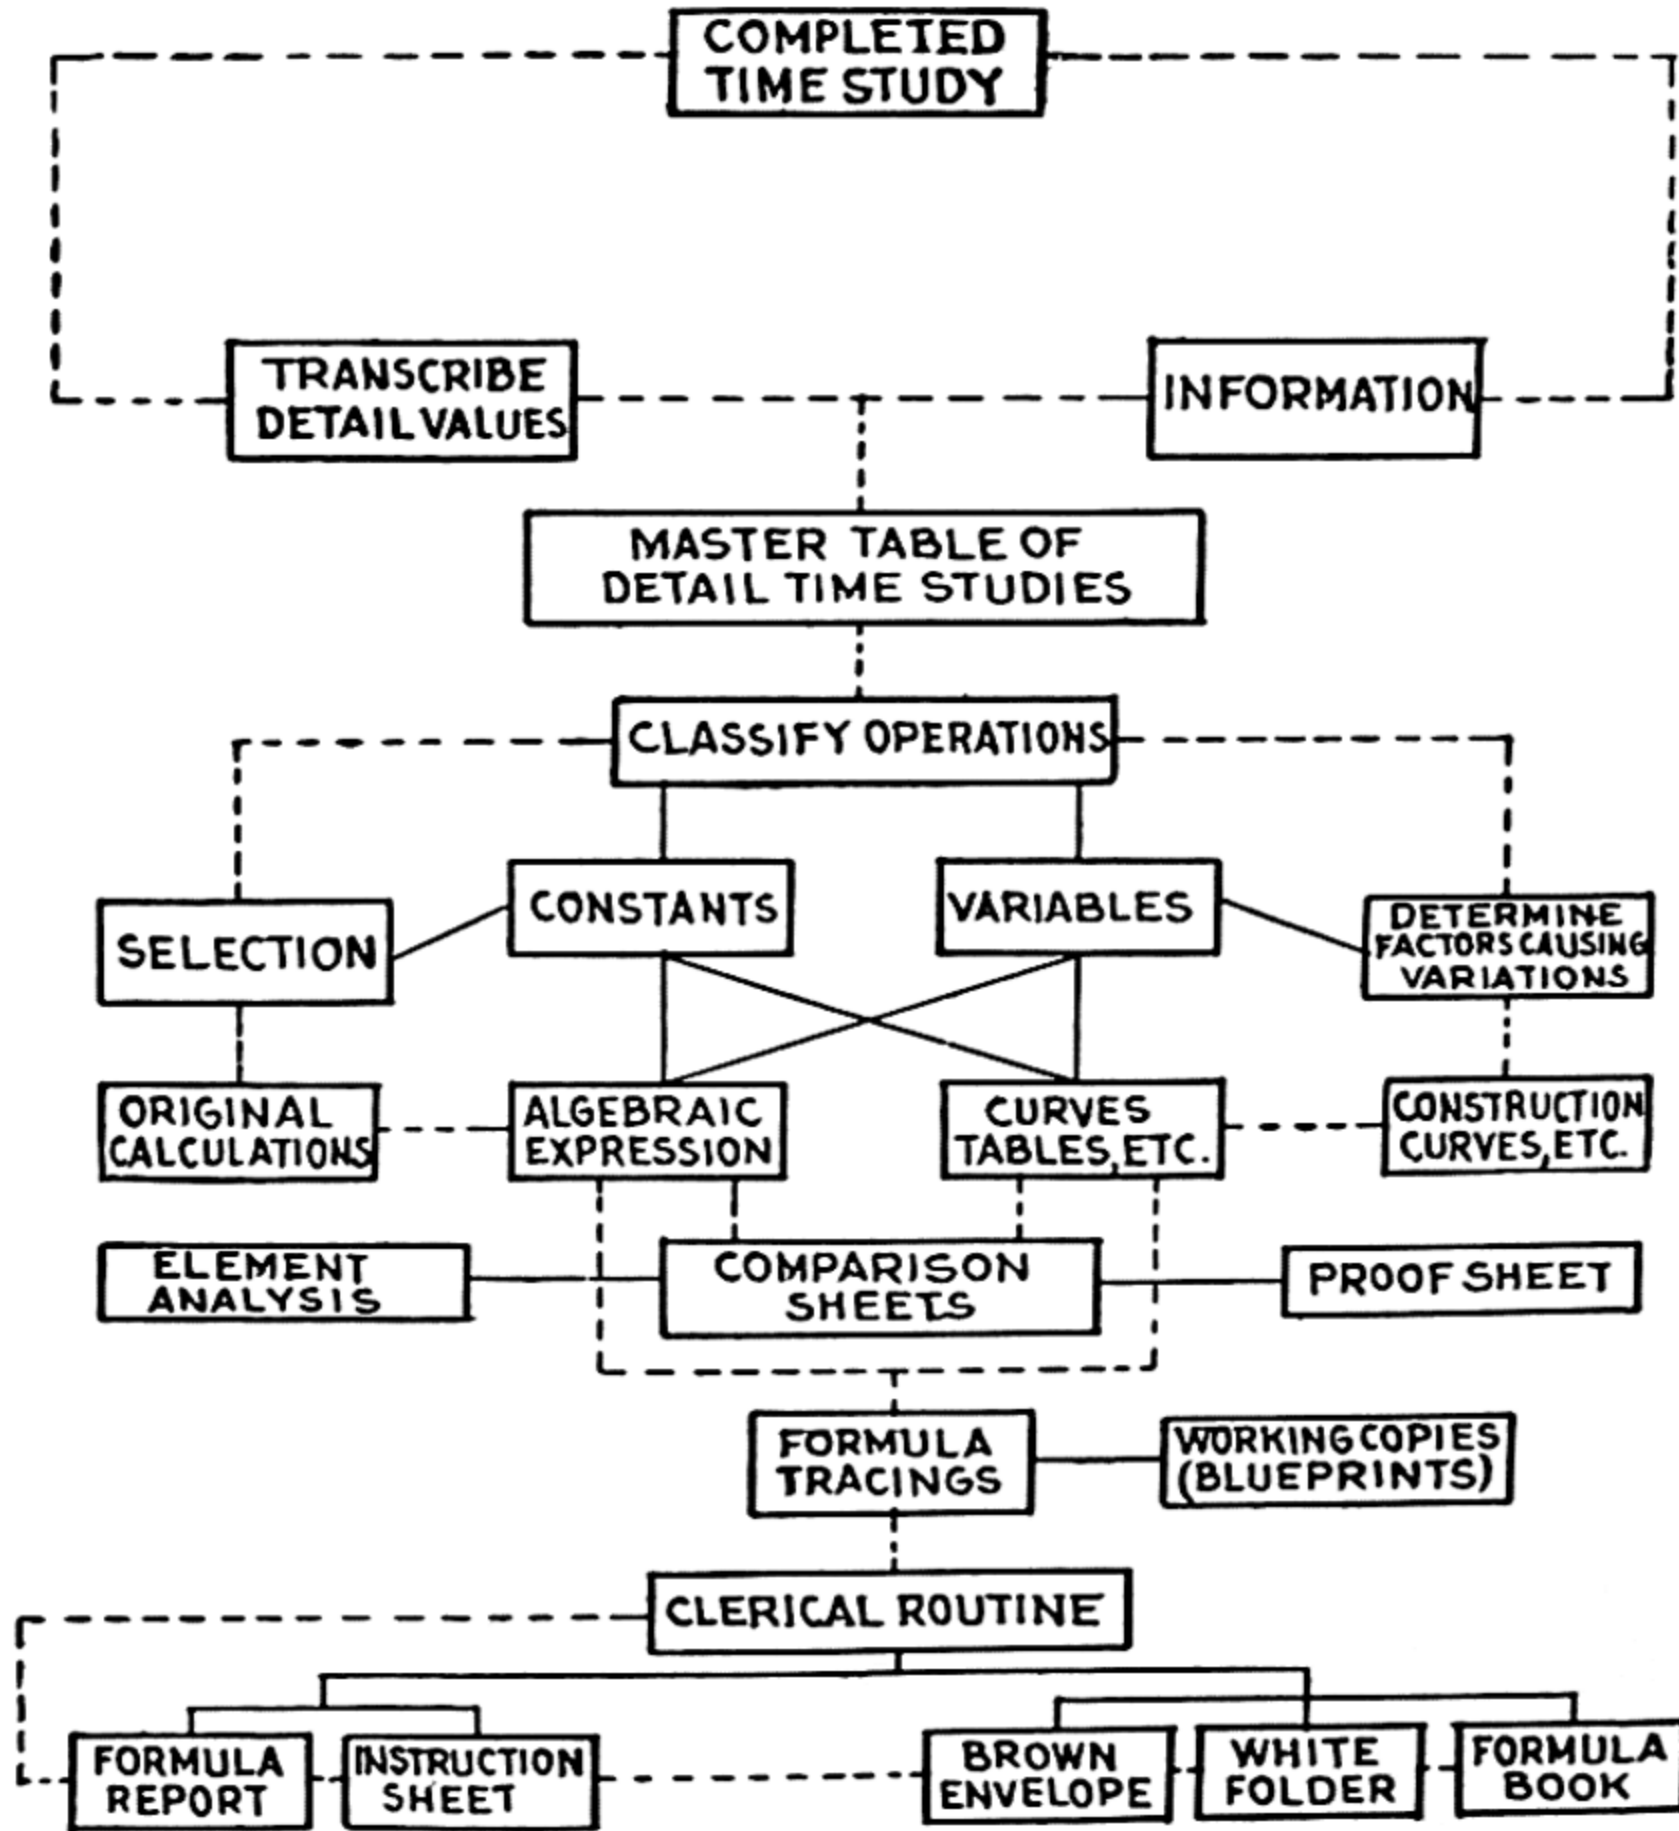 COMPLETED
TIME STUDY
TRANSCRIBE
DETAIL VALUES
INFORMATION
MASTER TABLE OF
DETAIL TIME STUDIES
CLASSIFY OPERATIONS
SELECTION
CONSTANTS
VARIABLES
DETERMINE
FACTORS CAUSING
VARIATIONS
ORIGINAL
CALCULATIONS
ALGEBRAIC
EXPRESSION
CURVES
TABLES, ETC.
CONSTRUCTION
CURVES, ETC.
ELEMENT
ANALYSIS
COMPARISON
SHEETS
PROOF SHEET
FORMULA
TRACINGS
WORKING COPIES
(BLUEPRINTS)
CLERICAL ROUTINE
FORMULA
REPORT
INSTRUCTION
SHEET
BROWN
ENVELOPE
WHITE
FOLDER
FORMULA
BOOK